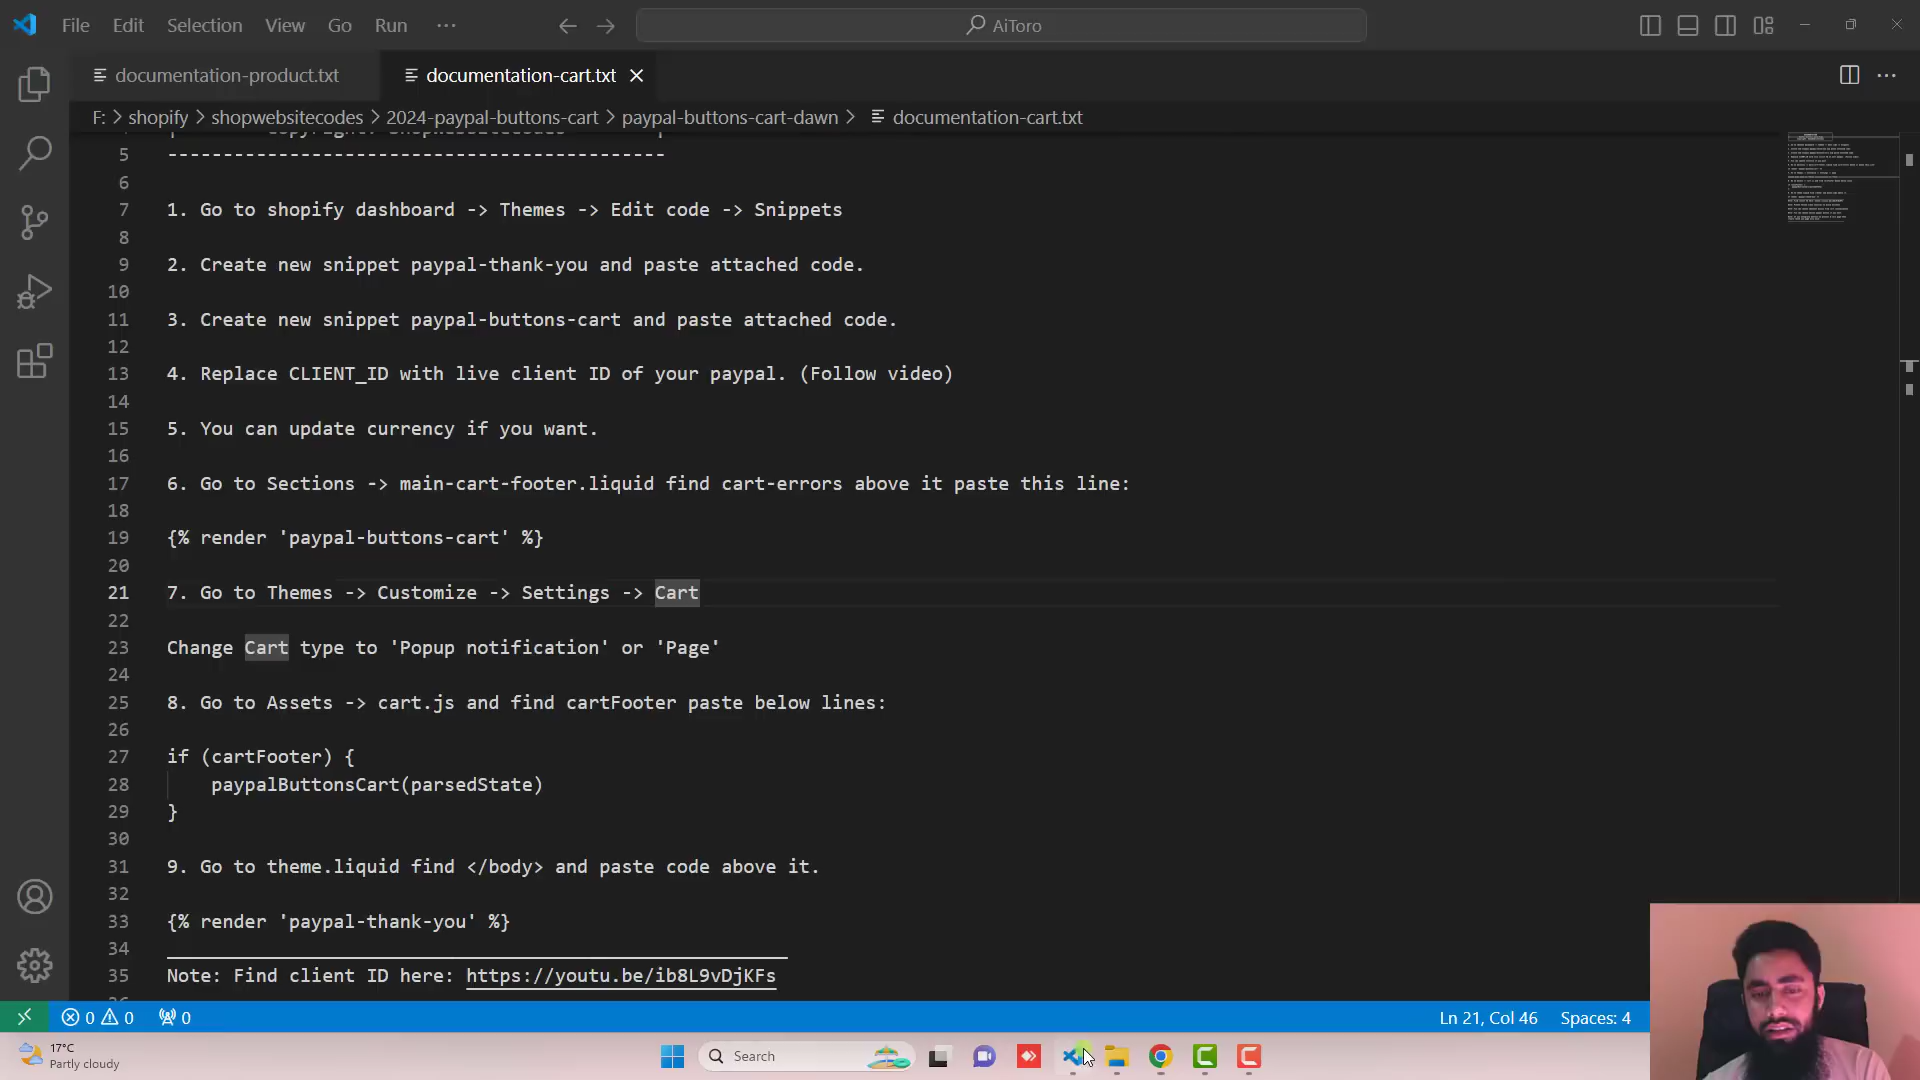 File Edit Selection View Go Run ···
AiToro
documentation-product.txt
documentation-cart.txt
F: > shopify > shopwebsitecodes > 2024-paypal-buttons-cart > paypal-buttons-cart-dawn > documentation-cart.txt
5 ---------------------------------------------
6
7 1. Go to shopify dashboard -> Themes -> Edit code -> Snippets
8
9 2. Create new snippet paypal-thank-you and paste attached code.
10
11 3. Create new snippet paypal-buttons-cart and paste attached code.
12
13 4. Replace CLIENT_ID with live client ID of your paypal. (Follow video)
14
15 5. You can update currency if you want.
16
17 6. Go to Sections -> main-cart-footer.liquid find cart-errors above it paste this line:
18
19 {% render 'paypal-buttons-cart' %}
20
21 7. Go to Themes -> Customize -> Settings -> Cart
22
23 Change Cart type to 'Popup notification' or 'Page'
24
25 8. Go to Assets -> cart.js and find cartFooter paste below lines:
26
27 if (cartFooter) {
28 paypalButtonsCart(parsedState)
29 }
30
31 9. Go to theme.liquid find </body> and paste code above it.
32
33 {% render 'paypal-thank-you' %}
34 ________________________________________________________
35 Note: Find client ID here: https://youtu.be/ib8L9vDjKFs
0 0 0
Ln 21, Col 46 Spaces: 4
17°C
Partly cloudy
Search